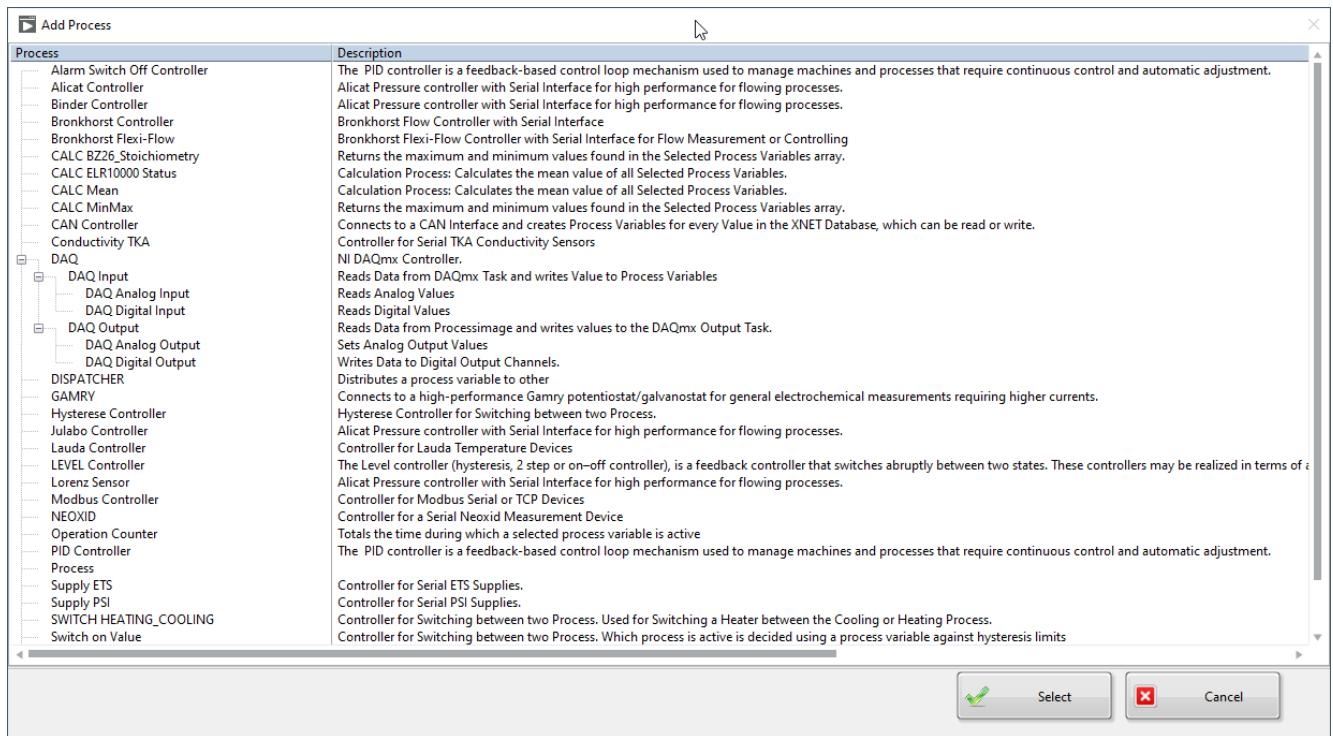 Add Process
Process Description
Alarm Switch Off Controller The  PID controller is a feedback-based control loop mechanism used to manage machines and processes that require continuous control and automatic adjustment.
Alicat Controller Alicat Pressure controller with Serial Interface for high performance for flowing processes.
Binder Controller Alicat Pressure controller with Serial Interface for high performance for flowing processes.
Bronkhorst Controller Bronkhorst Flow Controller with Serial Interface
Bronkhorst Flexi-Flow Bronkhorst Flexi-Flow Controller with Serial Interface for Flow Measurement or Controlling
CALC BZ26_Stoichiometry Returns the maximum and minimum values found in the Selected Process Variables array.
CALC ELR10000 Status Calculation Process: Calculates the mean value of all Selected Process Variables.
CALC Mean Calculation Process: Calculates the mean value of all Selected Process Variables.
CALC MinMax Returns the maximum and minimum values found in the Selected Process Variables array.
CAN Controller Connects to a CAN Interface and creates Process Variables for every Value in the XNET Database, which can be read or write.
Conductivity TKA Controller for Serial TKA Conductivity Sensors
DAQ NI DAQmx Controller.
DAQ Input Reads Data from DAQmx Task and writes Value to Process Variables
DAQ Analog Input Reads Analog Values
DAQ Digital Input Reads Digital Values
DAQ Output Reads Data from Processimage and writes values to the DAQmx Output Task.
DAQ Analog Output Sets Analog Output Values
DAQ Digital Output Writes Data to Digital Output Channels.
DISPATCHER Distributes a process variable to other
GAMRY Connects to a high-performance Gamry potentiostat/galvanostat for general electrochemical measurements requiring higher currents.
Hysterese Controller Hysterese Controller for Switching between two Process.
Julabo Controller Alicat Pressure controller with Serial Interface for high performance for flowing processes.
Lauda Controller Controller for Lauda Temperature Devices
LEVEL Controller The Level controller (hysteresis, 2 step or on–off controller), is a feedback controller that switches abruptly between two states. These controllers may be realized in terms of
Lorenz Sensor Alicat Pressure controller with Serial Interface for high performance for flowing processes.
Modbus Controller Controller for Modbus Serial or TCP Devices
NEOXID Controller for a Serial Neoxid Measurement Device
Operation Counter Totals the time during which a selected process variable is active
PID Controller The  PID controller is a feedback-based control loop mechanism used to manage machines and processes that require continuous control and automatic adjustment.
Process
Supply ETS Controller for Serial ETS Supplies.
Supply PSI Controller for Serial PSI Supplies.
SWITCH HEATING_COOLING Controller for Switching between two Process. Used for Switching a Heater between the Cooling or Heating Process.
Switch on Value Controller for Switching between two Process. Which process is active is decided using a process variable against hysteresis limits
Select Cancel